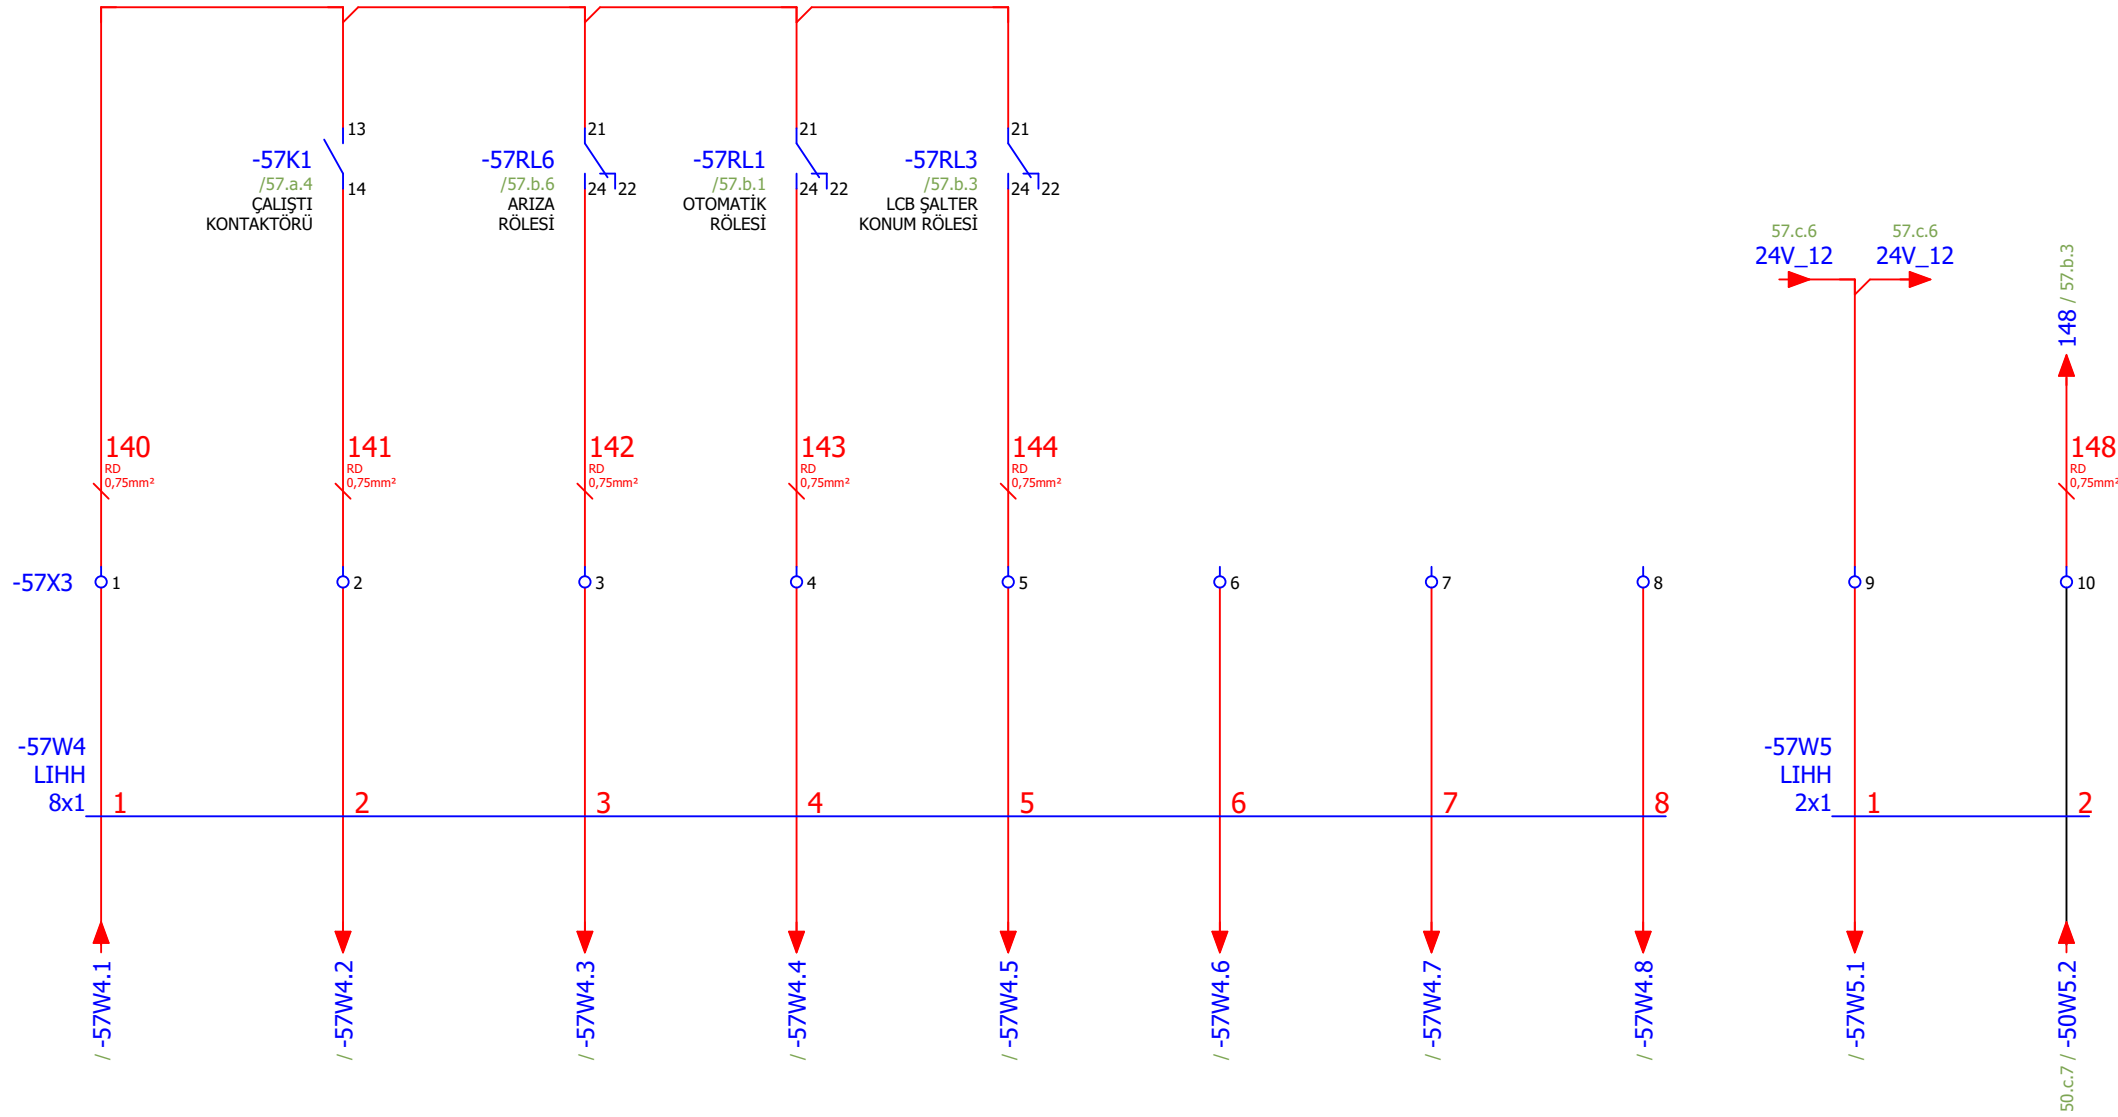 13
-57K1
/57.a.4
14
ÇALIŞTI
KONTAKTÖRÜ
21
-57RL6
/57.b.6
24 22
ARIZA
RÖLESİ
21
-57RL1
/57.b.1
24 22
OTOMATİK
RÖLESİ
21
-57RL3
/57.b.3
24 22
LCB ŞALTER
KONUM RÖLESİ
57.c.6 57.c.6
24V_12 24V_12
148 / 57.b.3
140
RD
0,75mm²
141
RD
0,75mm²
142
RD
0,75mm²
143
RD
0,75mm²
144
RD
0,75mm²
148
RD
0,75mm²
-57X3 1 2 3 4 5 6 7 8 9 10
-57W4
LIHH
8x1 1 2 3 4 5 6 7 8
-57W5
LIHH
2x1 1 2
/ -57W4.1
/ -57W4.2
/ -57W4.3
/ -57W4.4
/ -57W4.5
/ -57W4.6
/ -57W4.7
/ -57W4.8
/ -57W5.1
50.c.7 / -50W5.2